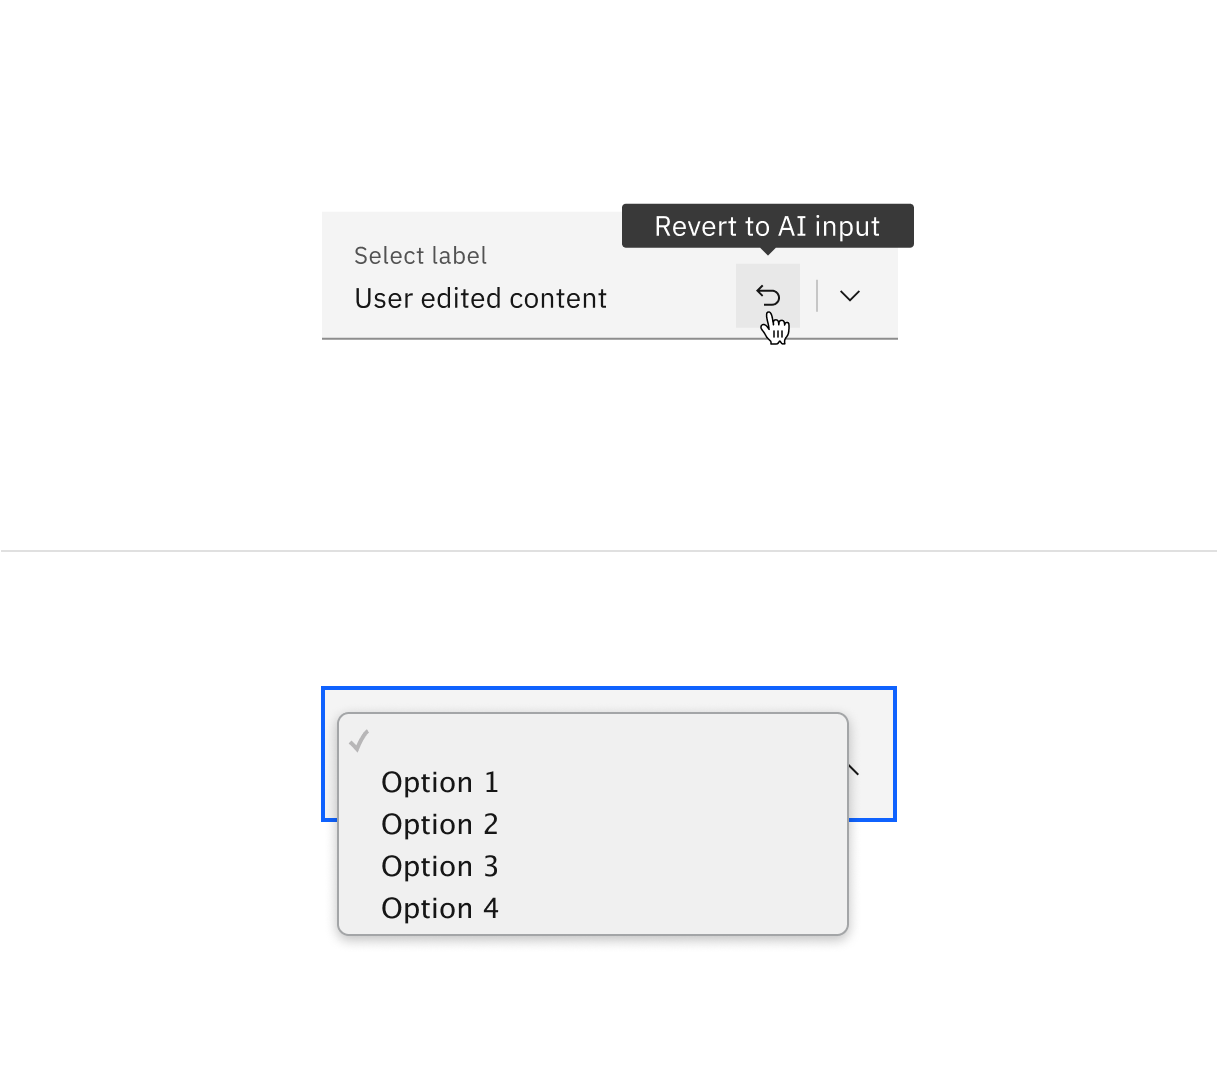 Revert to AI input
Select label
User edited content
Option 1
Option 2
Option 3
Option 4